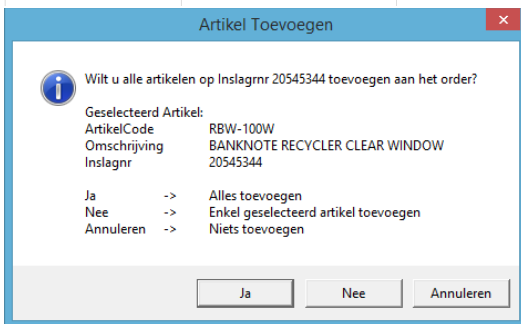 Artikel Toevoegen
Wilt u alle artikelen op Inslagnr 20545344 toevoegen aan het order?
Geselecteerd Artikel:
ArtikelCode RBW-100W
Omschrijving BANKNOTE RECYCLER CLEAR WINDOW
Inslagnr 20545344
Ja -> Alles toevoegen
Nee -> Enkel geselecteerd artikel toevoegen
Annuleren -> Niets toevoegen
Ja Nee Annuleren